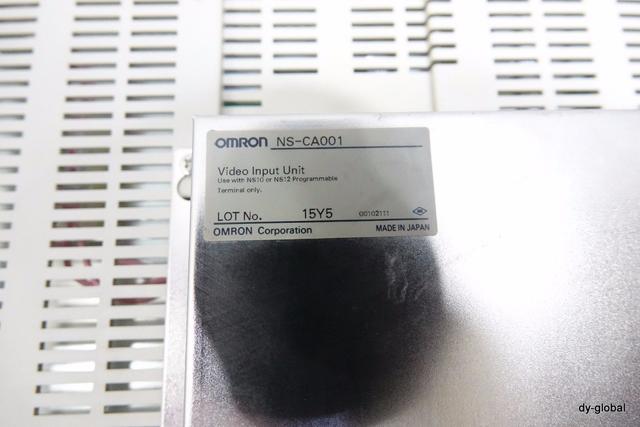 OMRON NS-CA001
Video Input Unit
Use with NS10 or NS12 Programmable
Terminal only.
LOT No. 15Y5 00102111
OMRON Corporation MADE IN JAPAN
dy-global